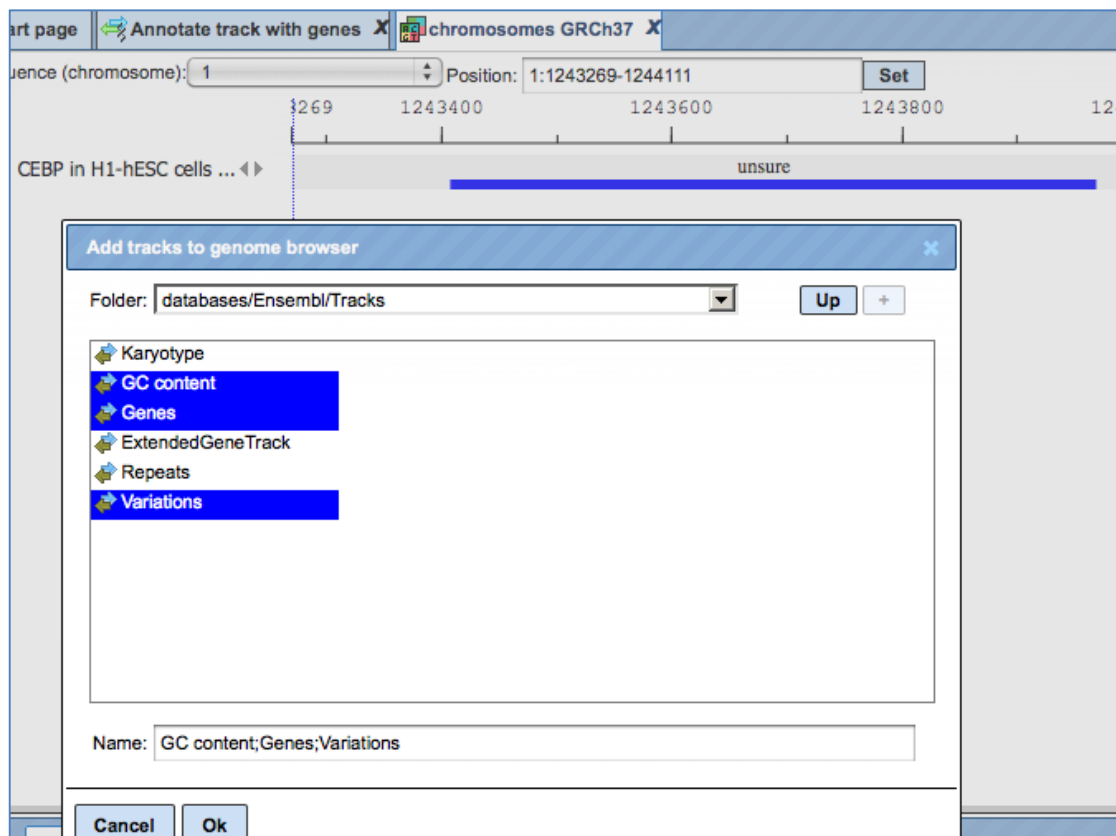 art page Annotate track with genes X chromosomes GRCh37 X
uence (chromosome): 1 Position: 1:1243269-1244111 Set
3269 1243400 1243600 1243800 12
CEBP in H1-hESC cells ... unsure
Add tracks to genome browser
Folder: databases/Ensembl/Tracks Up +
Karyotype
GC content
Genes
ExtendedGeneTrack
Repeats
Variations
Name: GC content;Genes;Variations
Cancel Ok